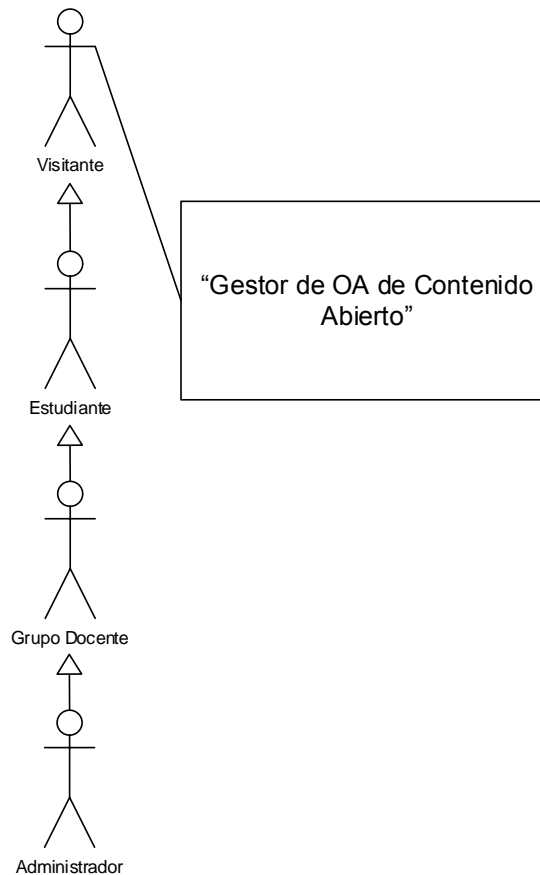 Visitante
“Gestor de OA de Contenido
Abierto”
Estudiante
Grupo Docente
Administrador